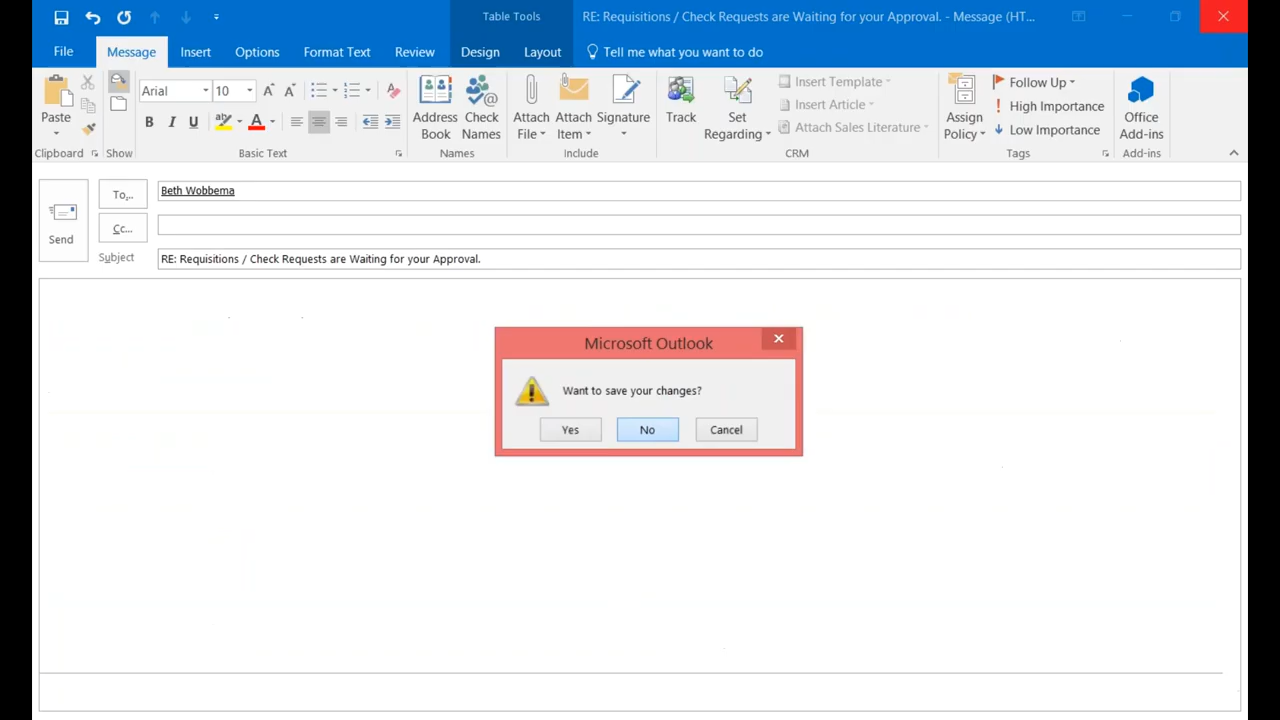 Table Tools
RE: Requisitions / Check Requests are Waiting for your Approval. - Message (HT...
File
Message
Insert
Options
Format Text
Review
Design
Layout
Tell me what you want to do
Paste
Clipboard
Show
Arial
10
B I U
A
Basic Text
Address Book
Check Names
Names
Attach File
Attach Item
Signature
Include
Track
Set Regarding
Insert Template
Insert Article
Attach Sales Literature
CRM
Assign Policy
Follow Up
High Importance
Low Importance
Tags
Office Add-ins
Add-ins
Send
To...
Beth Wobbema
Cc...
Subject
RE: Requisitions / Check Requests are Waiting for your Approval.
Microsoft Outlook
Want to save your changes?
Yes
No
Cancel